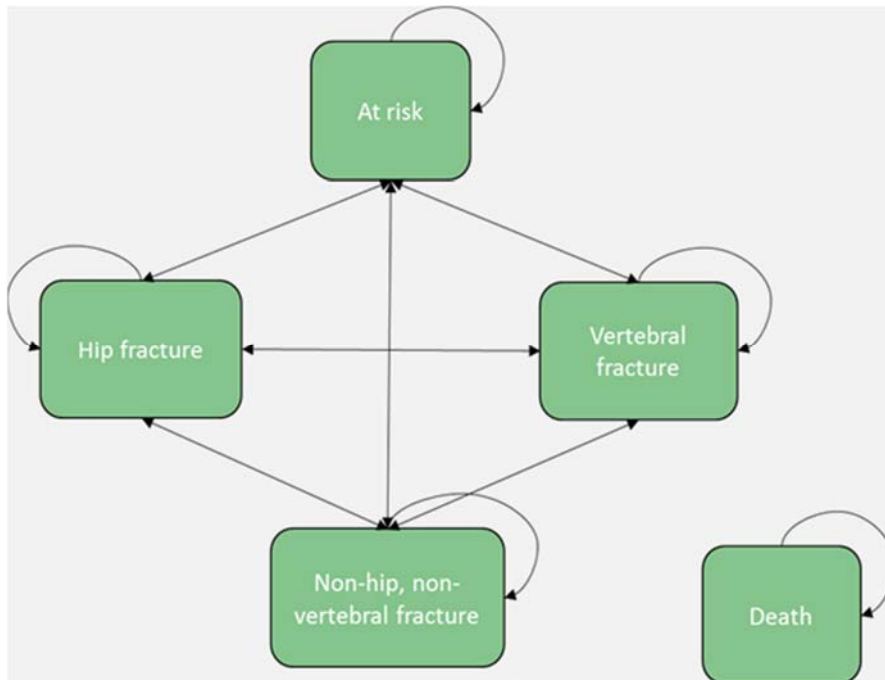 At risk
Hip fracture
Vertebral
fracture
Non-hip, non-
vertebral fracture
Death